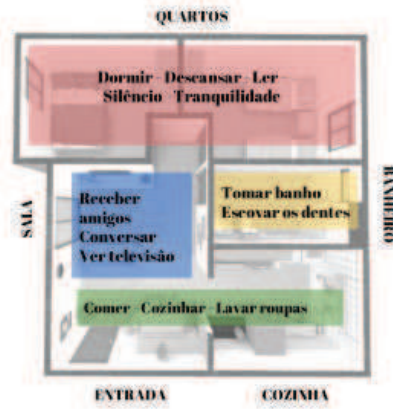 QUARTOS
Dormir Descansar Ler
Silêncio Tranquilidade
SALA
Receber
amigos
Conversar
Ver televisão
Tomar banho
Escovar os dentes
BANHEIRO
Comer Cozinhar Lavar roupas
ENTRADA
COZINHA